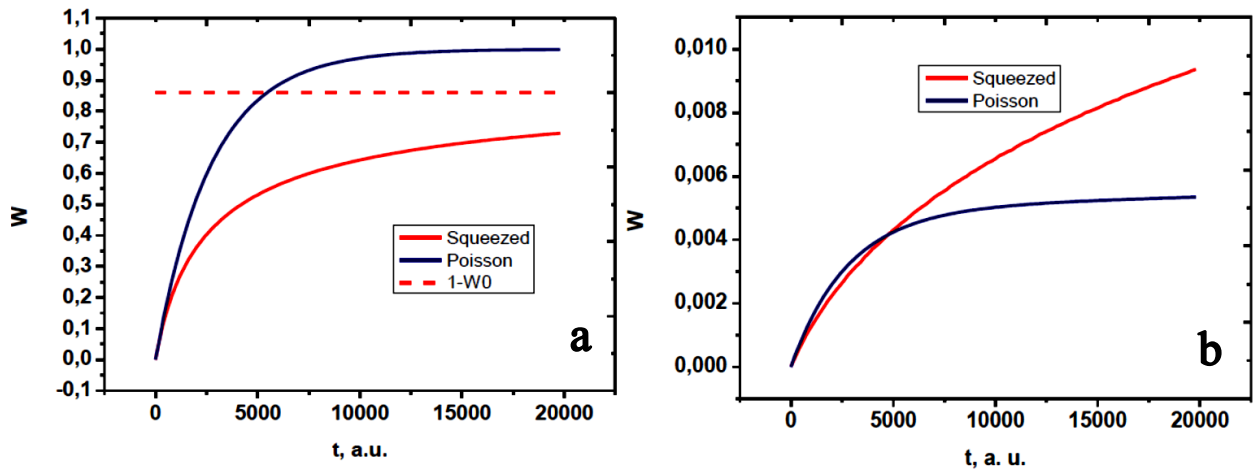 1,1
1,0
0,9
0,8
0,7
0,6
0,5
0,4
0,3
0,2
0,1
0,0
-0,1
W
Squeezed
Poisson
1-W0
a
0 5000 10000 15000 20000
t, a.u.
0,010
0,008
0,006
0,004
0,002
0,000
W
Squeezed
Poisson
b
0 5000 10000 15000 20000
t, a. u.